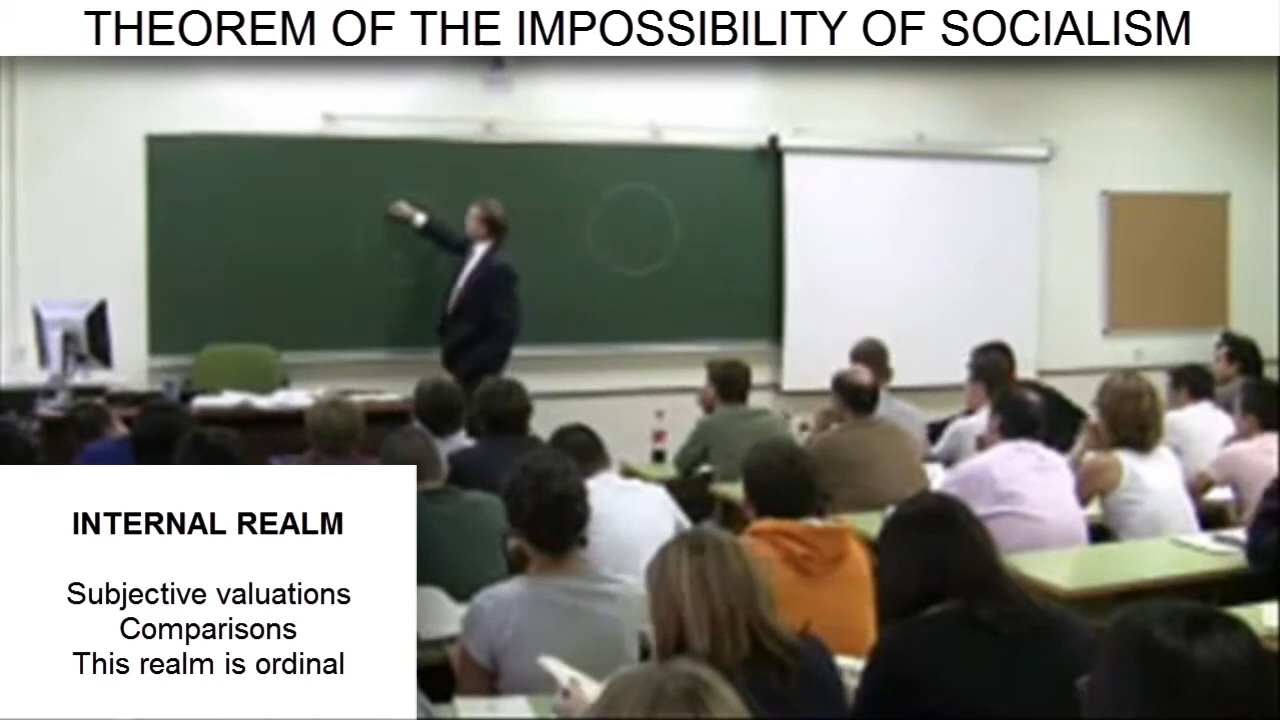 THEOREM OF THE IMPOSSIBILITY OF SOCIALISM
INTERNAL REALM
Subjective valuations
Comparisons
This realm is ordinal